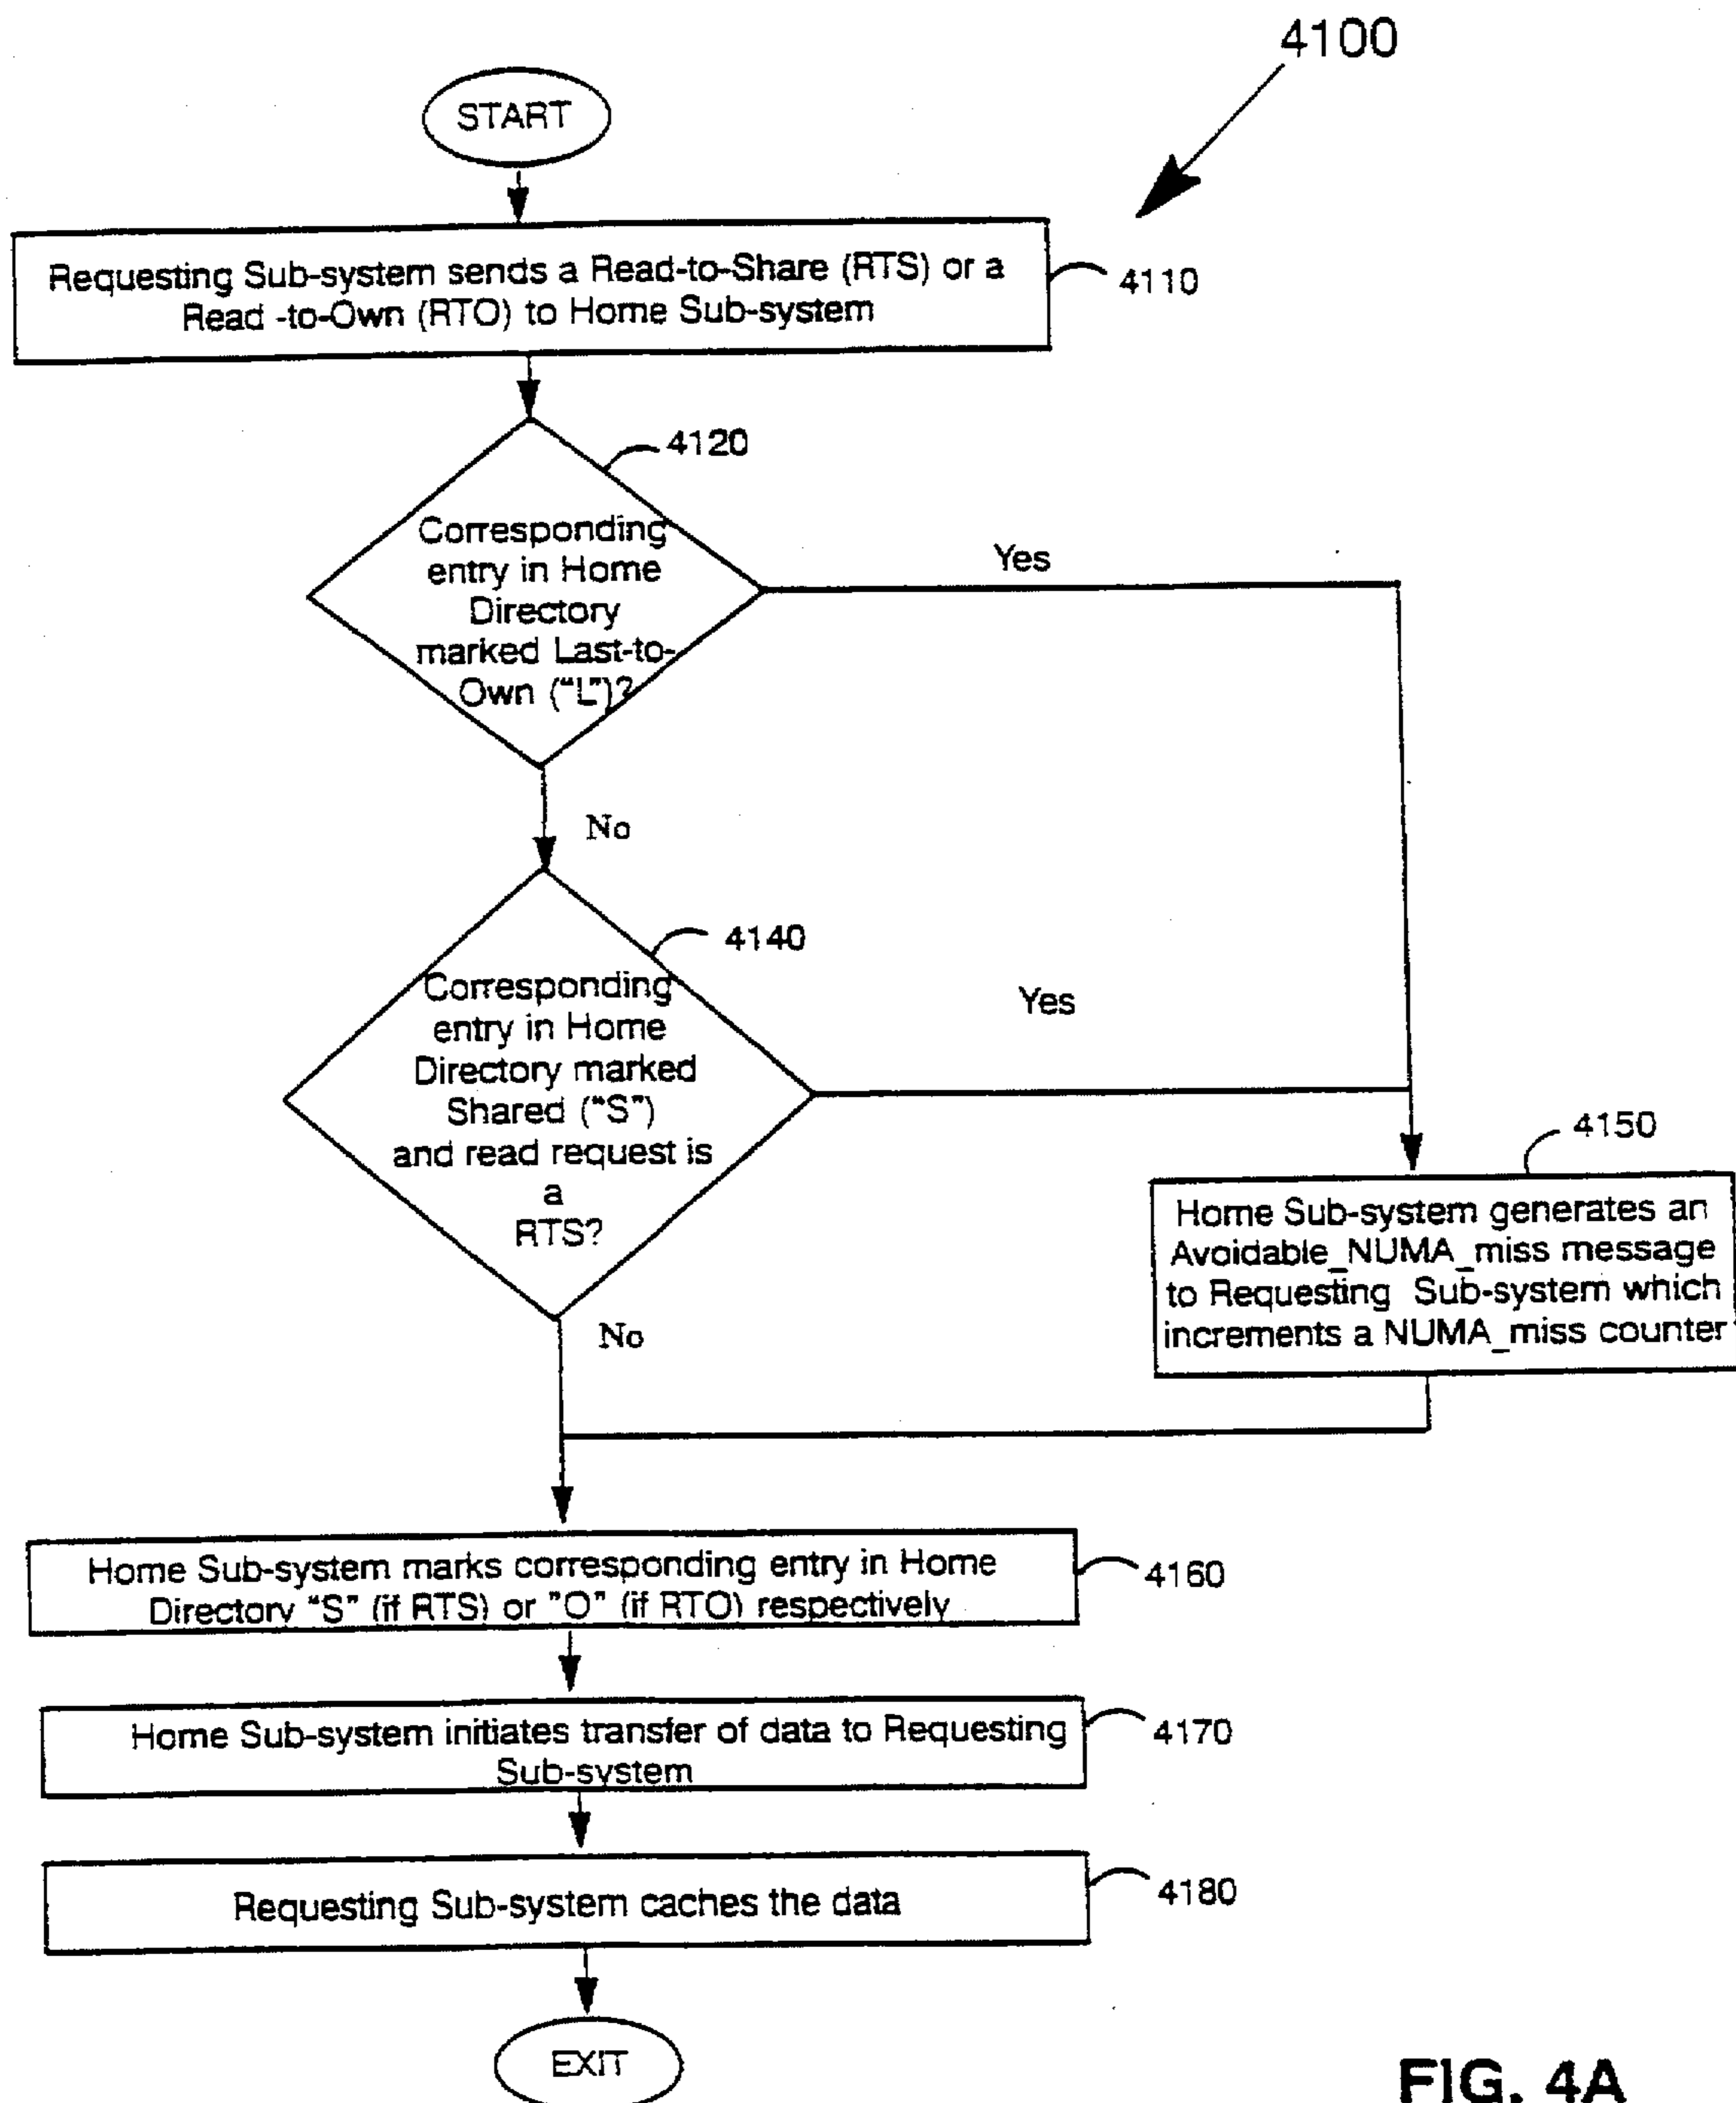 4100
START
Requesting Sub-system sends a Read-to-Share (RTS) or a
Read -to-Own (RTO) to Home Sub-system
4110
4120
Corresponding
entry in Home
Directory
marked Last-to-
Own ("L")?
Yes
No
4140
Corresponding
entry in Home
Directory marked
Shared ("S")
and read request is
a
RTS?
Yes
No
4150
Home Sub-system generates an
Avoidable_NUMA_miss message
to Requesting Sub-system which
increments a NUMA_miss counter
Home Sub-system marks corresponding entry in Home
Directory "S" (if RTS) or "O" (if RTO) respectively
4160
Home Sub-system initiates transfer of data to Requesting
Sub-system
4170
Requesting Sub-system caches the data
4180
EXIT
FIG. 4A